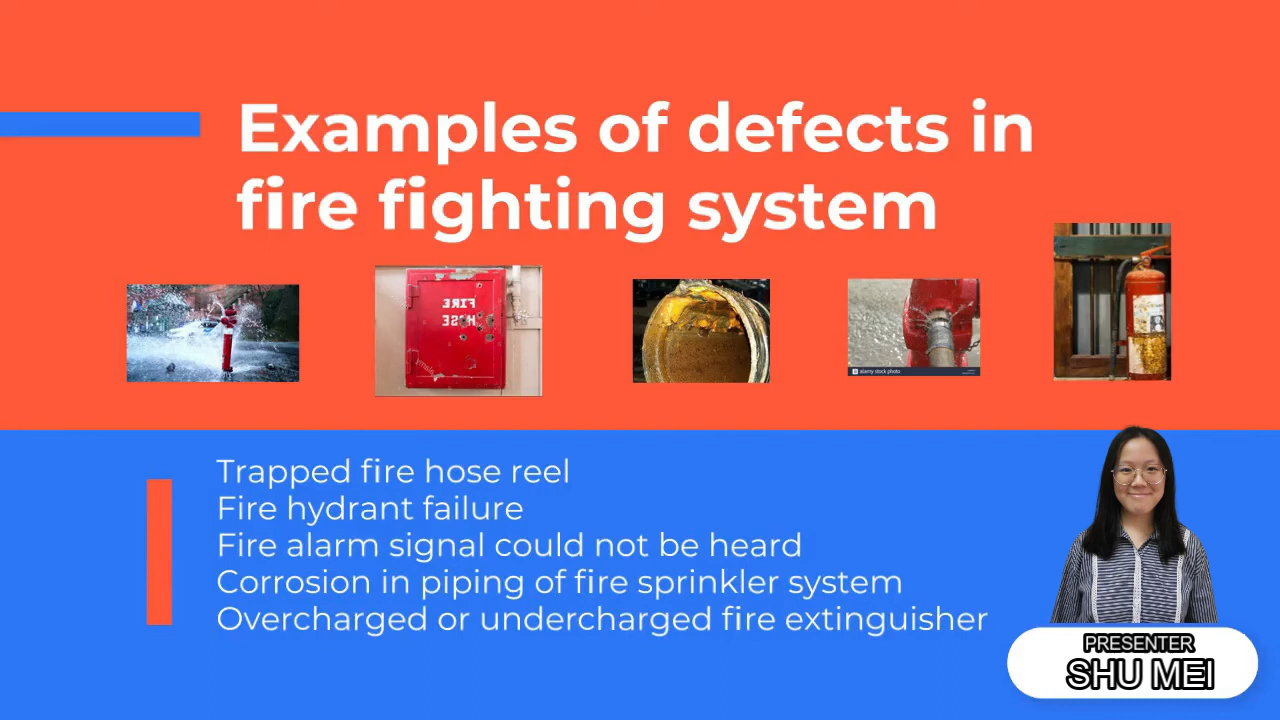 Examples of defects in
fire fighting system
FIRE
HOSE
alamy stock photo
Trapped fire hose reel
Fire hydrant failure
Fire alarm signal could not be heard
Corrosion in piping of fire sprinkler system
Overcharged or undercharged fire extinguisher
PRESENTER
SHU MEI